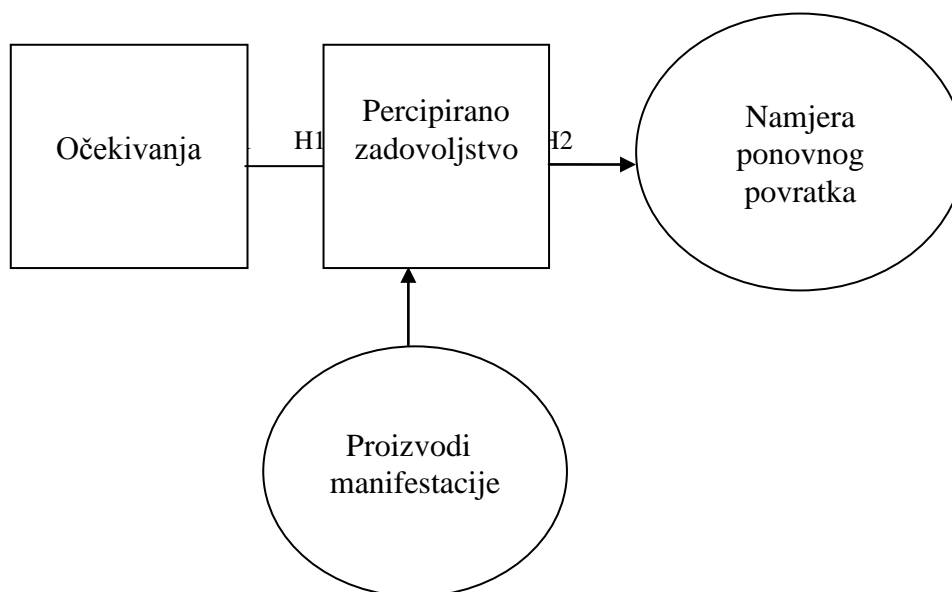 Očekivanja
H1
Percipirano
zadovoljstvo
H2
Namjera
ponovnog
povratka
Proizvodi
manifestacije